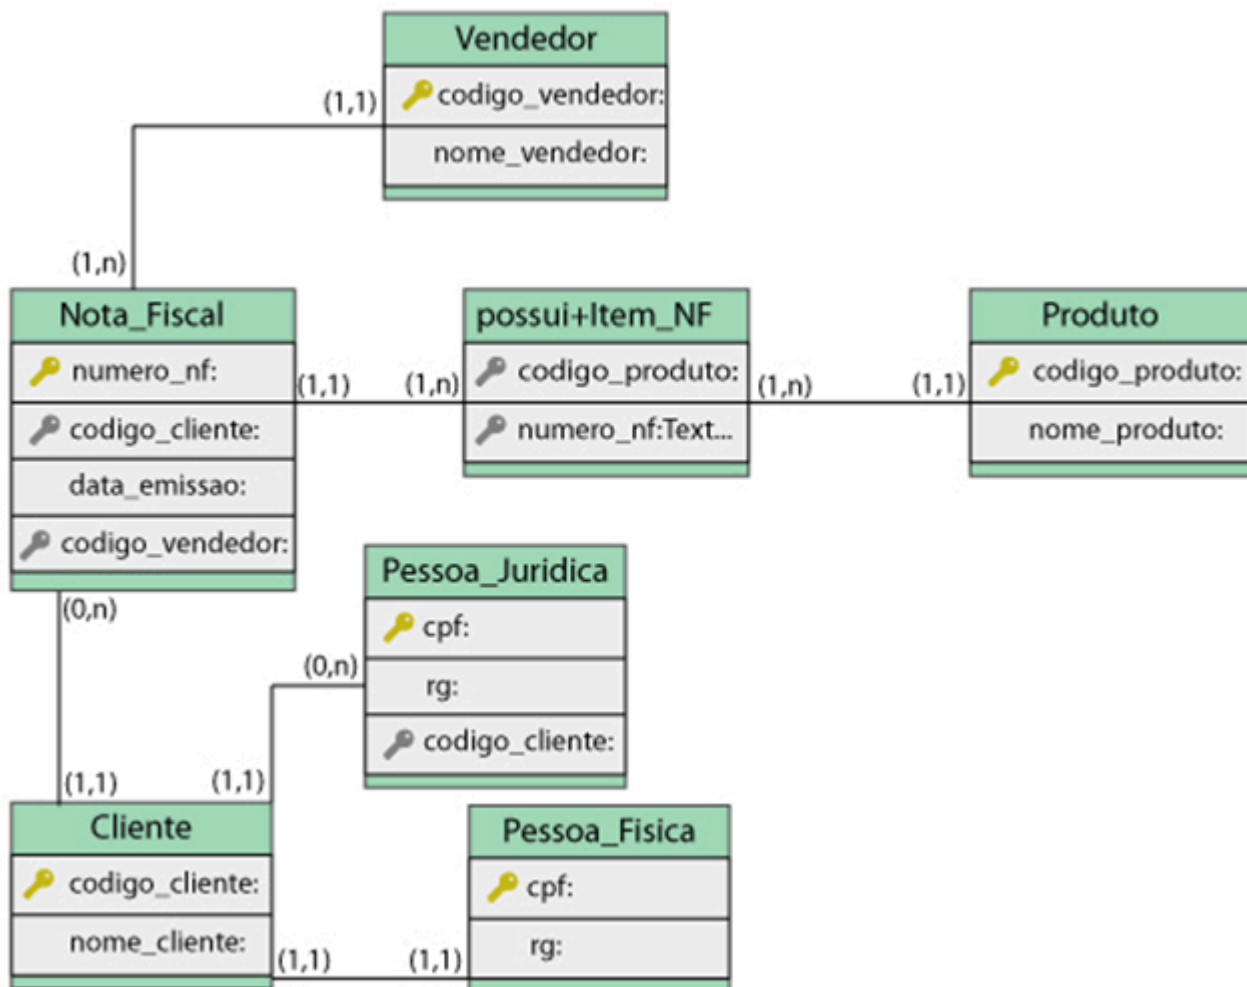 Vendedor
(1,1)
codigo_vendedor:
nome_vendedor:
(1,n)
Nota_Fiscal
numero_nf:
codigo_cliente:
data_emissao:
codigo_vendedor:
(1,1)
(1,n)
possui+Item_NF
codigo_produto:
numero_nf:Text...
(1,n)
(1,1)
Produto
codigo_produto:
nome_produto:
(0,n)
(1,1)
Pessoa_Juridica
cpf:
rg:
codigo_cliente:
(0,n)
(1,1)
Cliente
codigo_cliente:
nome_cliente:
(1,1)
(1,1)
Pessoa_Fisica
cpf:
rg: